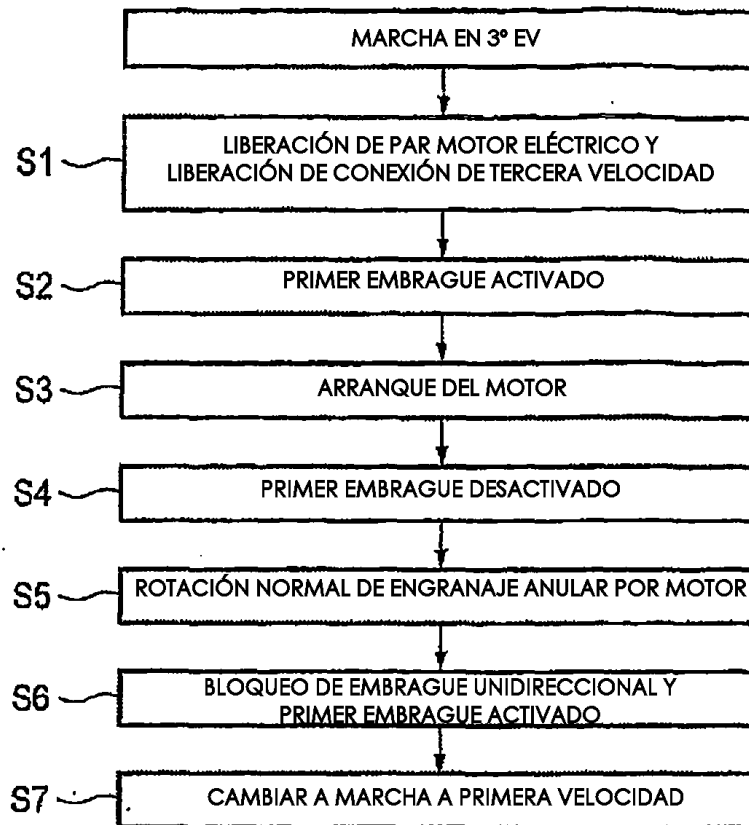 MARCHA EN 3º EV
S1
LIBERACIÓN DE PAR MOTOR ELÉCTRICO Y
LIBERACIÓN DE CONEXIÓN DE TERCERA VELOCIDAD
S2
PRIMER EMBRAGUE ACTIVADO
S3
ARRANQUE DEL MOTOR
S4
PRIMER EMBRAGUE DESACTIVADO
S5
ROTACIÓN NORMAL DE ENGRANAJE ANULAR POR MOTOR
S6
BLOQUEO DE EMBRAGUE UNIDIRECCIONAL Y
PRIMER EMBRAGUE ACTIVADO
S7
CAMBIAR A MARCHA A PRIMERA VELOCIDAD